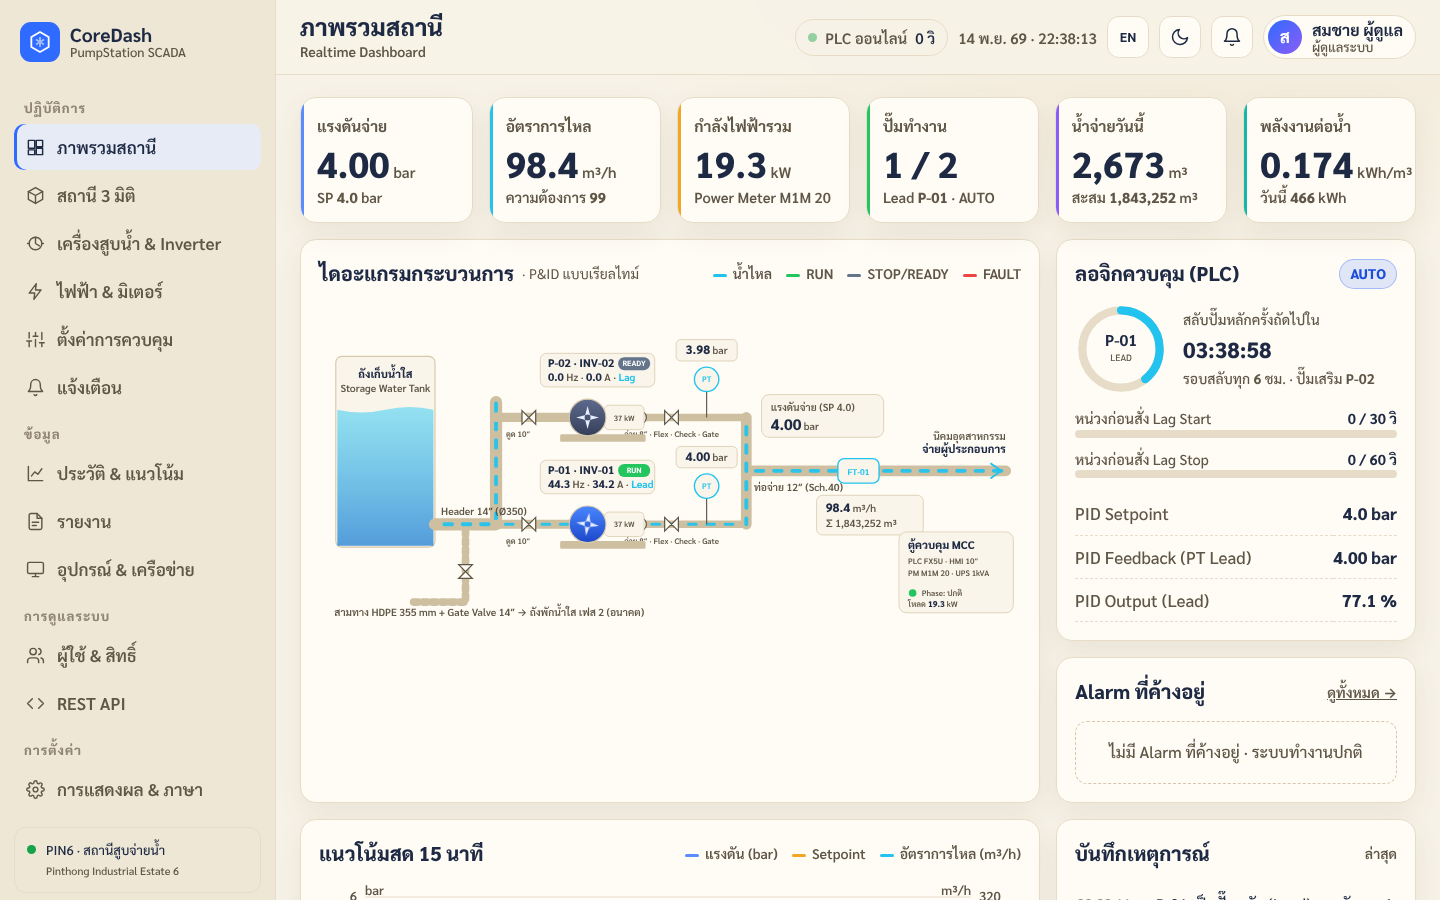 CoreDash
PumpStation SCADA
ปฏิบัติการ
ภาพรวมสถานี
สถานี 3 มิติ
เครื่องสูบน้ำ & Inverter
ไฟฟ้า & มิเตอร์
ตั้งค่าการควบคุม
แจ้งเตือน
ข้อมูล
ประวัติ & แนวโน้ม
รายงาน
อุปกรณ์ & เครือข่าย
การดูแลระบบ
ผู้ใช้ & สิทธิ์
REST API
การตั้งค่า
การแสดงผล & ภาษา
PIN6 · สถานีสูบจ่ายน้ำ
Pinthong Industrial Estate 6
ภาพรวมสถานี
Realtime Dashboard
PLC ออนไลน์ 0 วิ
14 พ.ย. 69 · 22:38:13
EN
ส
สมชาย ผู้ดูแล
ผู้ดูแลระบบ
แรงดันจ่าย
4.00 bar
SP 4.0 bar
อัตราการไหล
98.4 m³/h
ความต้องการ 99
กำลังไฟฟ้ารวม
19.3 kW
Power Meter M1M 20
ปั๊มทำงาน
1 / 2
Lead P-01 · AUTO
น้ำจ่ายวันนี้
2,673 m³
สะสม 1,843,252 m³
พลังงานต่อน้ำ
0.174 kWh/m³
วันนี้ 466 kWh
ไดอะแกรมกระบวนการ · P&ID แบบเรียลไทม์
น้ำไหล
RUN
STOP/READY
FAULT
ถังเก็บน้ำใส
Storage Water Tank
P-02 · INV-02 READY
0.0 Hz · 0.0 A · Lag
3.98 bar
PT
37 kW
ดูด 10″
· Flex · Check · Gate
P-01 · INV-01 RUN
44.3 Hz · 34.2 A · Lead
4.00 bar
PT
37 kW
Header 14″ (Ø350)
ดูด 10″
· Flex · Check · Gate
แรงดันจ่าย (SP 4.0)
4.00 bar
นิคมอุตสาหกรรม
จ่ายผู้ประกอบการ
FT-01
ท่อจ่าย 12″ (Sch.40)
98.4 m³/h
Σ 1,843,252 m³
ตู้ควบคุม MCC
PLC FX5U · HMI 10″
PM M1M 20 · UPS 1kVA
Phase: ปกติ
โหลด 19.3 kW
สามทาง HDPE 355 mm + Gate Valve 14″ → ถังพักน้ำใส เฟส 2 (อนาคต)
ลอจิกควบคุม (PLC)
AUTO
P-01
LEAD
สลับปั๊มหลักครั้งถัดไปใน
03:38:58
รอบสลับทุก 6 ชม. · ปั๊มเสริม P-02
หน่วงก่อนสั่ง Lag Start 0 / 30 วิ
หน่วงก่อนสั่ง Lag Stop 0 / 60 วิ
PID Setpoint 4.0 bar
PID Feedback (PT Lead) 4.00 bar
PID Output (Lead) 77.1 %
Alarm ที่ค้างอยู่
ดูทั้งหมด →
ไม่มี Alarm ที่ค้างอยู่ · ระบบทำงานปกติ
แนวโน้มสด 15 นาที
แรงดัน (bar)
Setpoint
อัตราการไหล (m³/h)
6 bar
m³/h 320
บันทึกเหตุการณ์
ล่าสุด